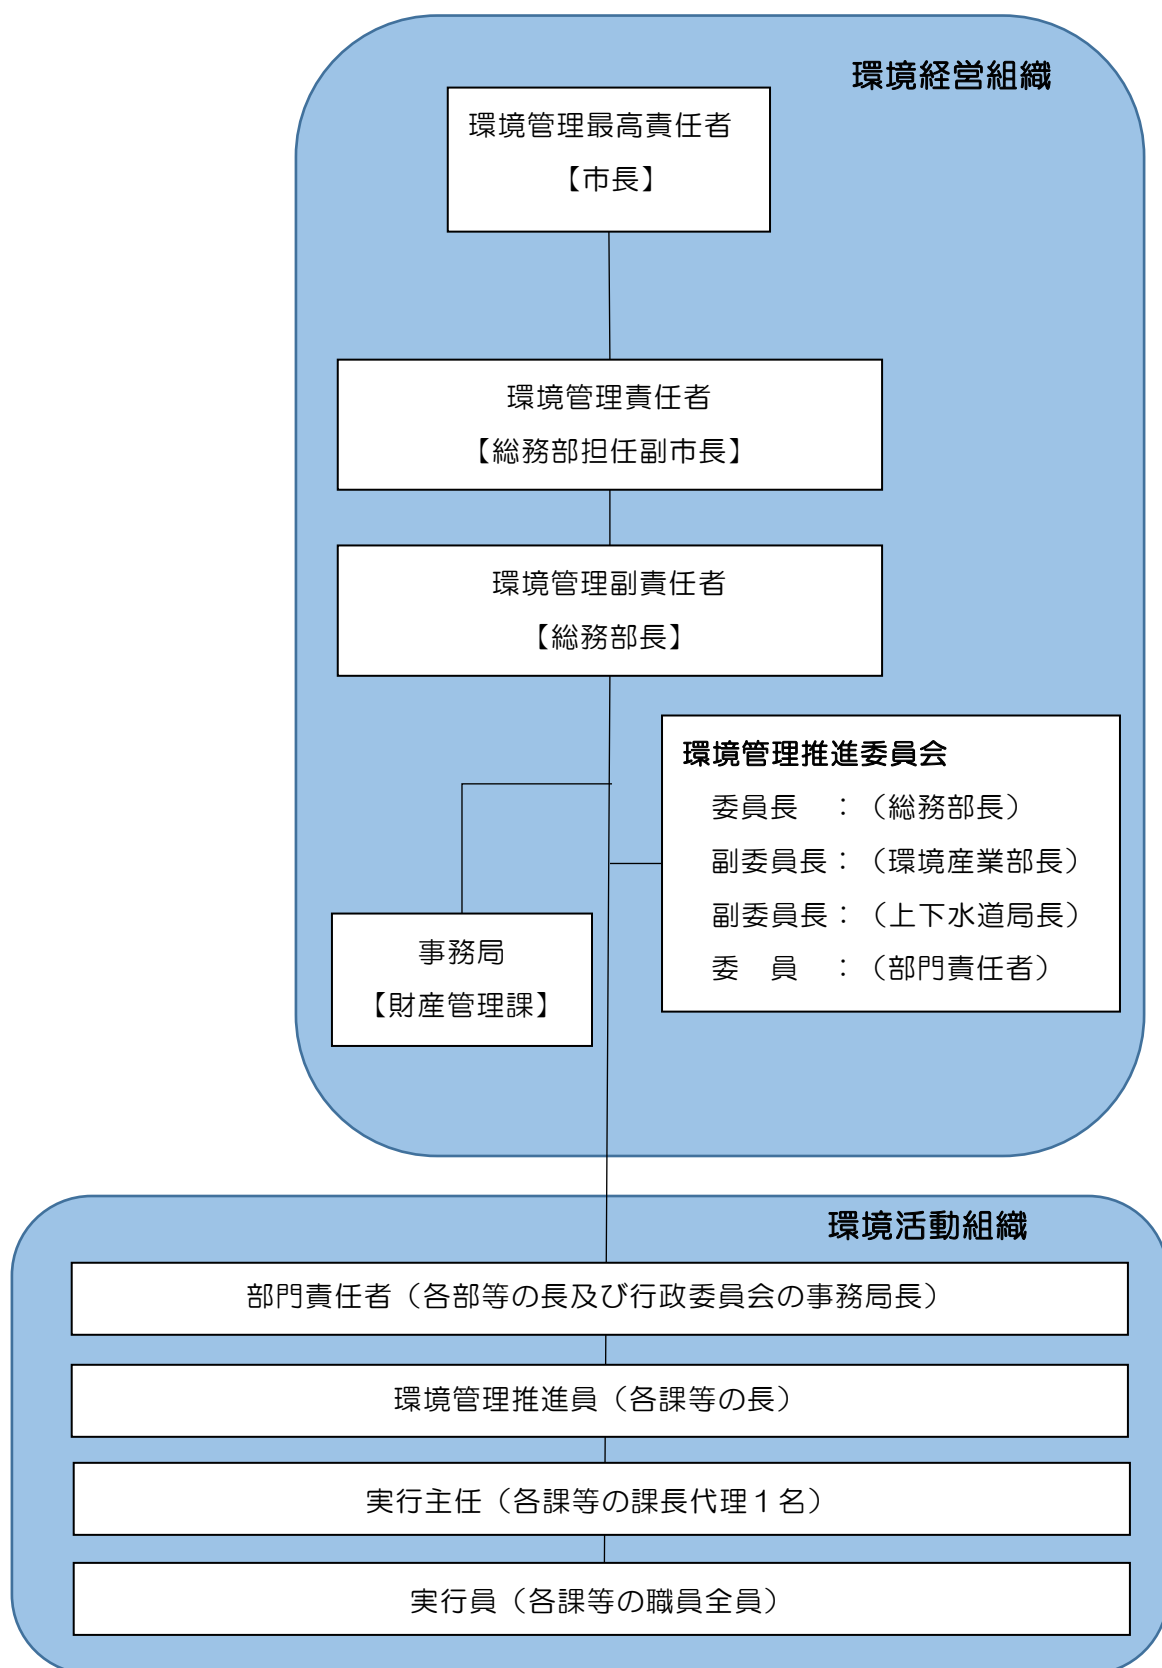 環境経営組織
環境管理最高責任者
【市長】
環境管理責任者
【総務部担任副市長】
環境管理副責任者
【総務部長】
環境管理推進委員会
委員長　：（総務部長）
副委員長：（環境産業部長）
副委員長：（上下水道局長）
委　員　：（部門責任者）
事務局
【財産管理課】
環境活動組織
部門責任者（各部等の長及び行政委員会の事務局長）
環境管理推進員（各課等の長）
実行主任（各課等の課長代理１名）
実行員（各課等の職員全員）